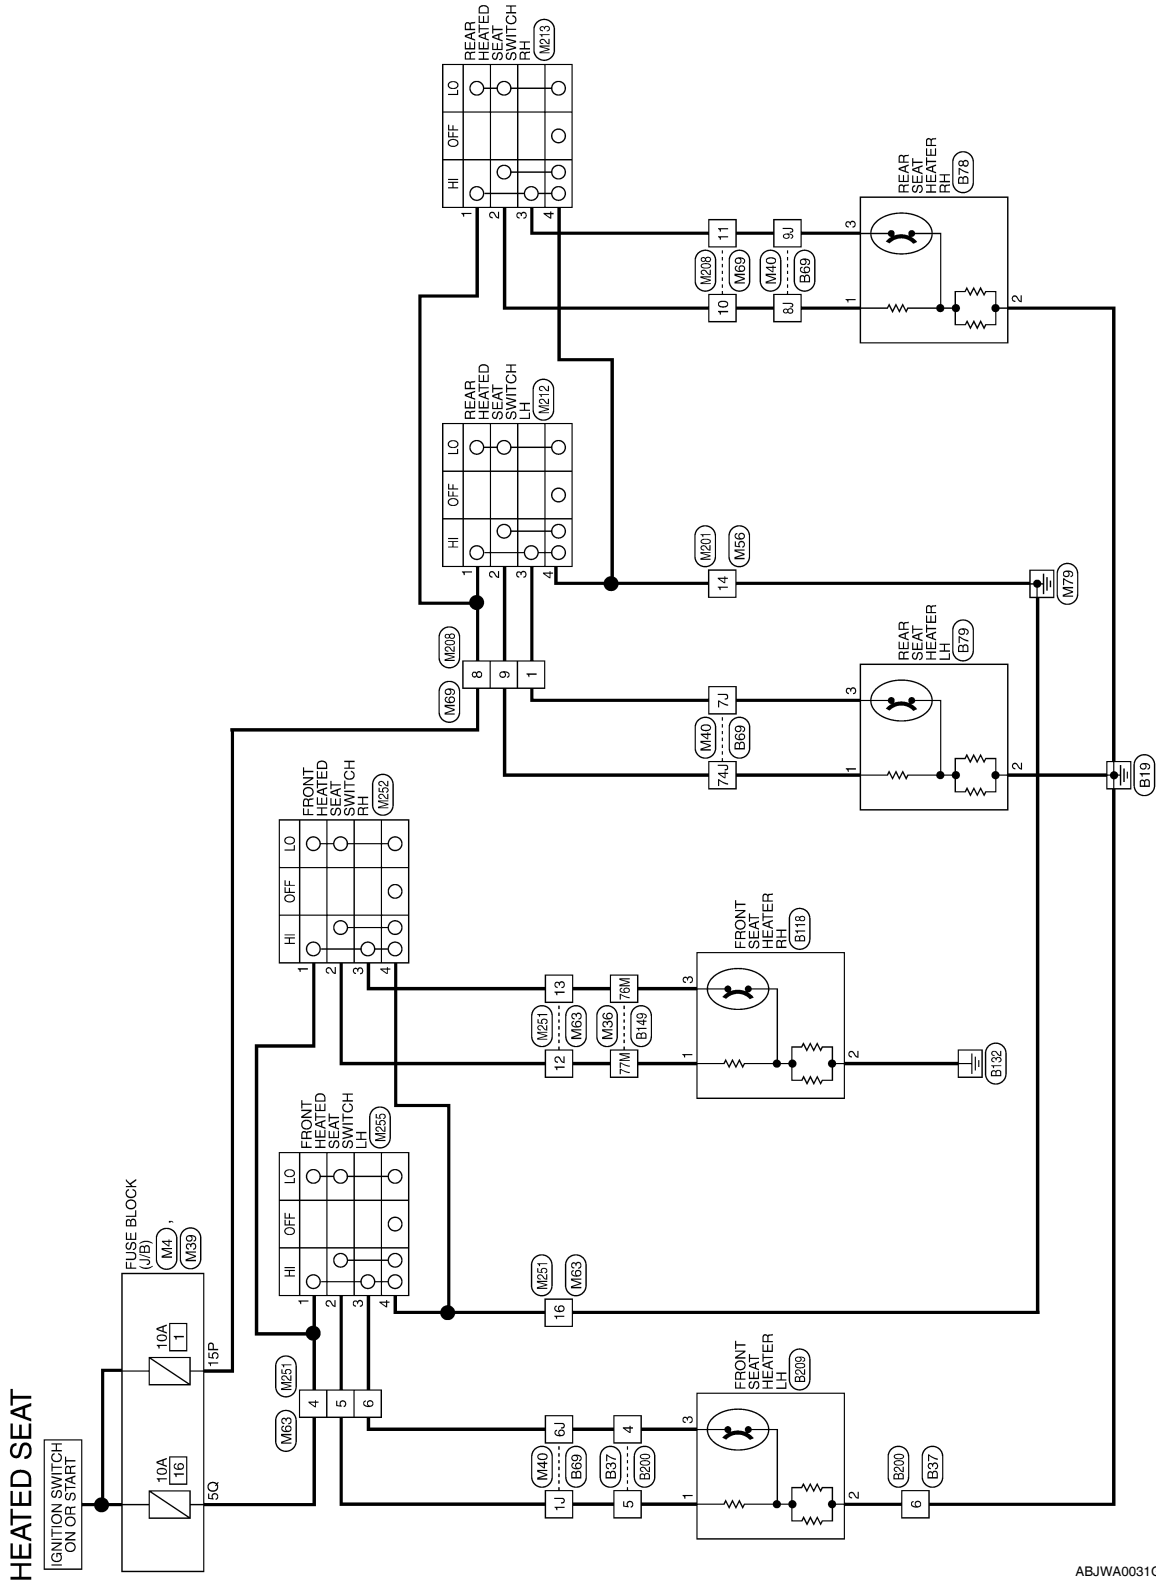 HEATED SEAT
IGNITION SWITCH
ON OR START
FUSE BLOCK
(J/B)
M4 ,
M39
10A
16
10A
1
5Q
15P
M63
M251
4
5
6
1
2
3
4
HI
OFF
LO
FRONT
HEATED
SEAT
SWITCH
LH
M255
1
2
3
4
HI
OFF
LO
FRONT
HEATED
SEAT
SWITCH
RH
M252
M69
M208
8
9
1
1
2
3
4
HI
OFF
LO
REAR
HEATED
SEAT
SWITCH
LH
M212
1
2
3
4
HI
OFF
LO
REAR
HEATED
SEAT
SWITCH
RH
M213
1J
M40
B69
6J
5
B37
B200
4
1
3
FRONT
SEAT
HEATER
LH
B209
2
6
B200
B37
16
M251
M63
12
M251
M63
13
77M
M36
B149
76M
1
3
FRONT
SEAT
HEATER
RH
B118
2
B132
74J
M40
B69
7J
1
3
REAR
SEAT
HEATER
LH
B79
2
B19
14
M201
M56
M79
10
M208
M69
11
8J
M40
B69
9J
1
3
REAR
SEAT
HEATER
RH
B78
2
ABJWA0031G